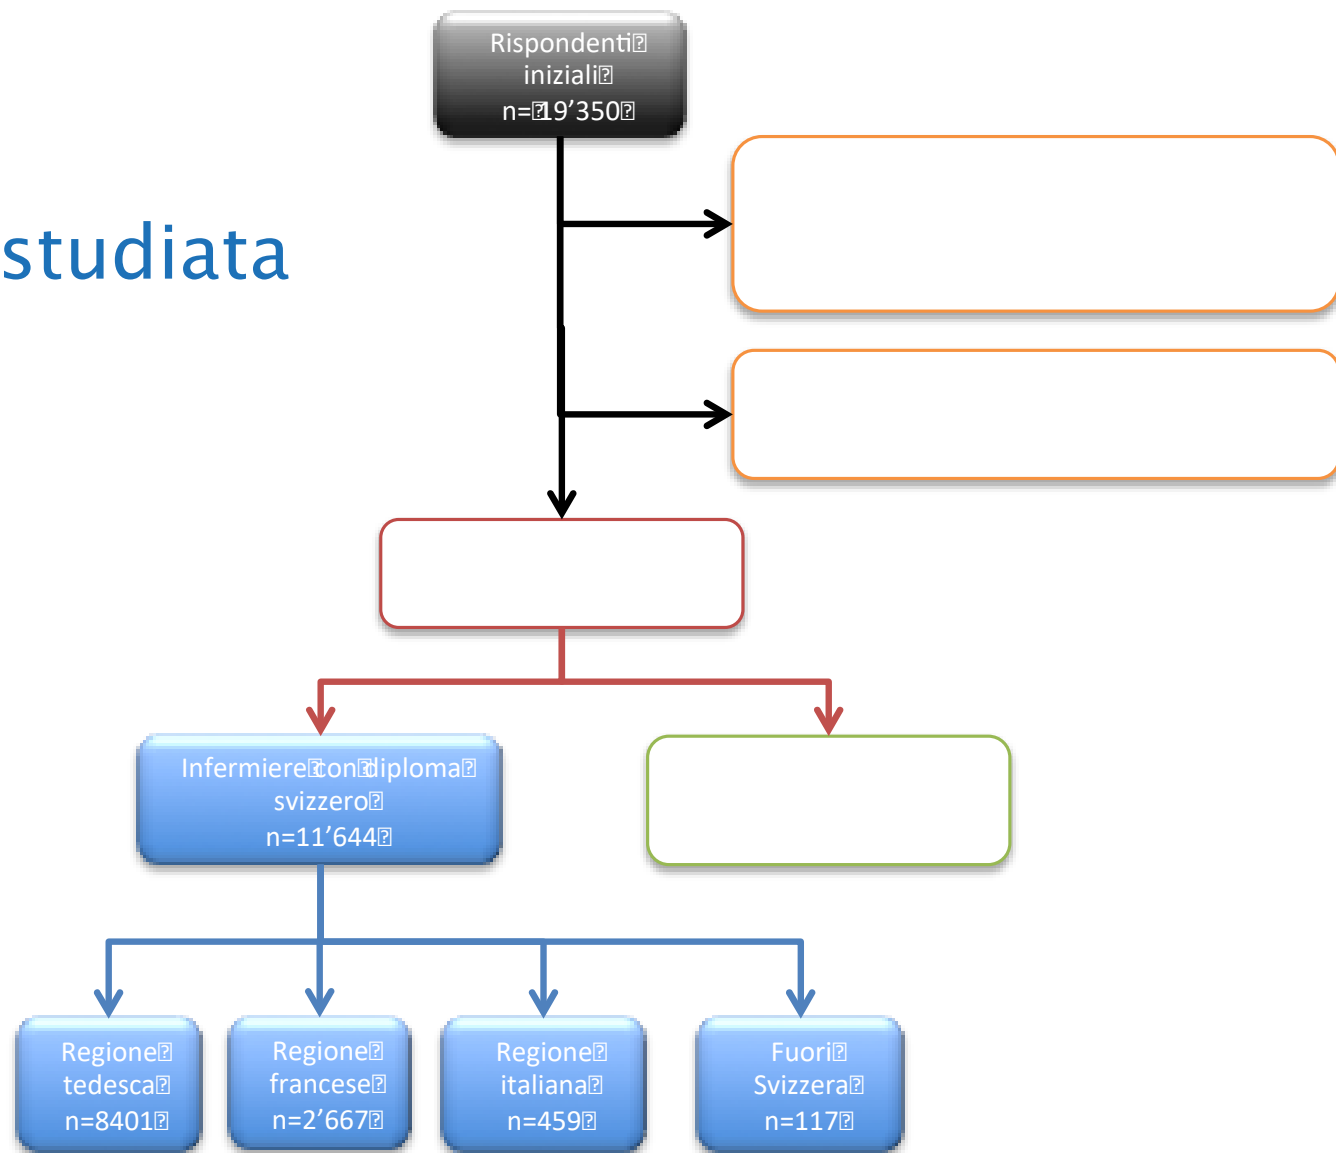 Rispondenti
iniziali
n= 19’350
studiata
Infermiere con diploma
svizzero
n=11’644
Regione
tedesca
n=8401
Regione
francese
n=2’667
Regione
italiana
n=459
Fuori
Svizzera
n=117